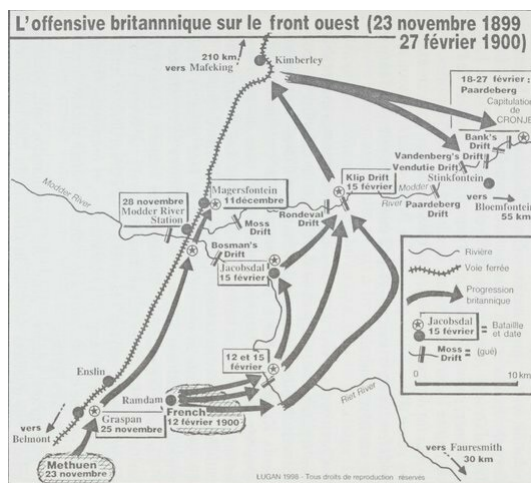 L'offensive britannnique sur le front ouest (23 novembre 1899
27 février 1900)
210 km.
vers Mafeking
Kimberley
18-27 février :
Paardeberg
Capitulation
de
CRONJE
Bank's
Drift
Vandenberg's Drift
Vendutie Drift
Stinkfontein
vers
Bloemfontein
55 km
Klip Drift
15 février
Modder
River
Paardeberg
Drift
Rondeval Drift
Magersfontein
11 décembre
Modder River
28 novembre
Modder River
Station
Moss
Drift
Bosman's
Drift
Jacobsdal
15 février
12 et 15
février
Enslin
Ramdam
French
12 février 1900
vers
Belmont
Graspan
25 novembre
Methuen
23 novembre
Riet River
vers
Fauresmith
30 km
Rivière
Voie ferrée
Progression
britannique
Jacobsdal
15 février
= Bataille
et date
Moss
Drift
= (gué)
0 10 km
LUGAN 1998 - Tous droits de reproduction réservés